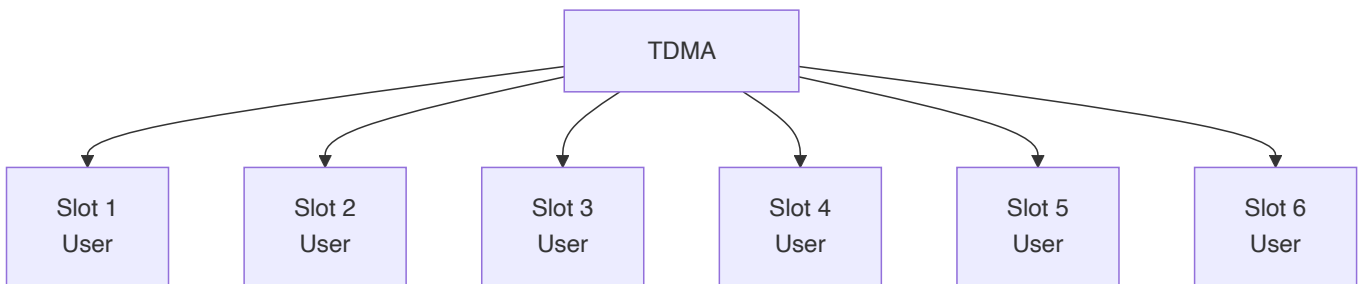 TDMA
Slot 1
User
Slot 2
User
Slot 3
User
Slot 4
User
Slot 5
User
Slot 6
User